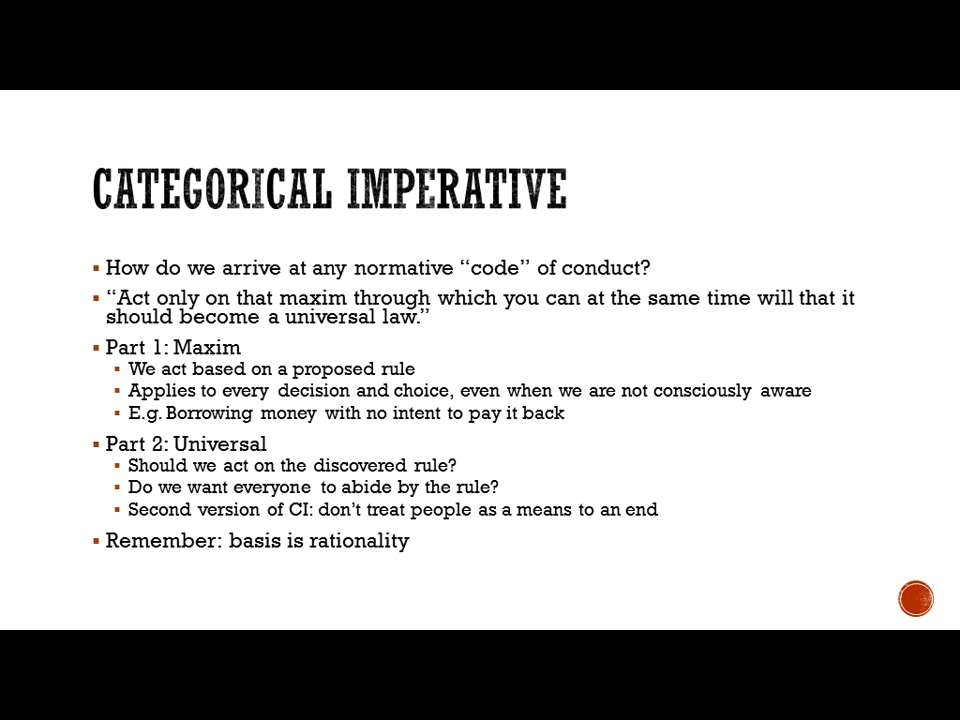 CATEGORICAL IMPERATIVE
▪ How do we arrive at any normative “code” of conduct?
▪ “Act only on that maxim through which you can at the same time will that it
should become a universal law.”
▪ Part 1: Maxim
▪ We act based on a proposed rule
▪ Applies to every decision and choice, even when we are not consciously aware
▪ E.g. Borrowing money with no intent to pay it back
▪ Part 2: Universal
▪ Should we act on the discovered rule?
▪ Do we want everyone to abide by the rule?
▪ Second version of CI: don’t treat people as a means to an end
▪ Remember: basis is rationality